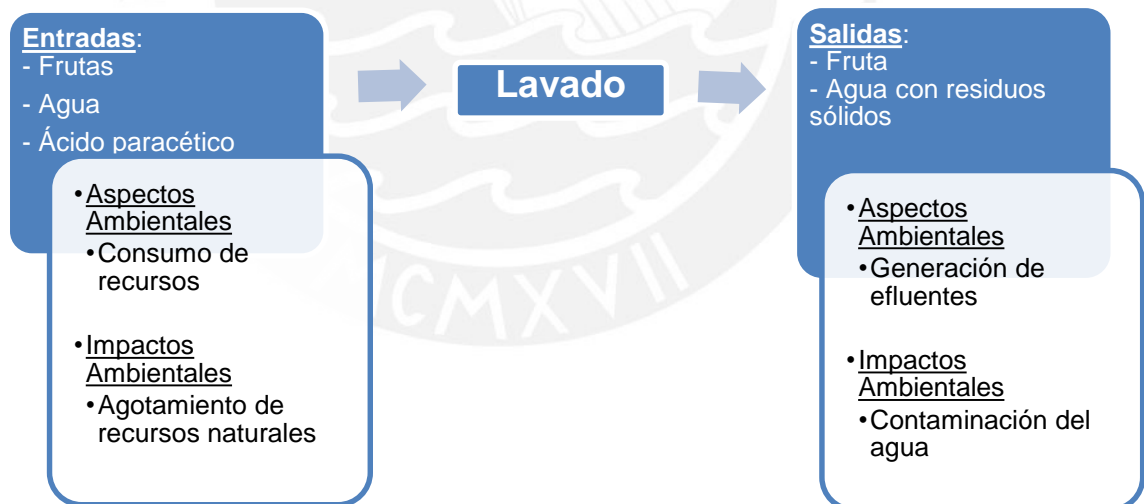 Entradas:
- Frutas
- Agua
- Ácido paracético
•Aspectos
Ambientales
•Consumo de
recursos
•Impactos
Ambientales
•Agotamiento de
recursos naturales
Lavado
Salidas:
- Fruta
- Agua con residuos
sólidos
•Aspectos
Ambientales
•Generación de
efluentes
•Impactos
Ambientales
•Contaminación del
agua
MCMXVII